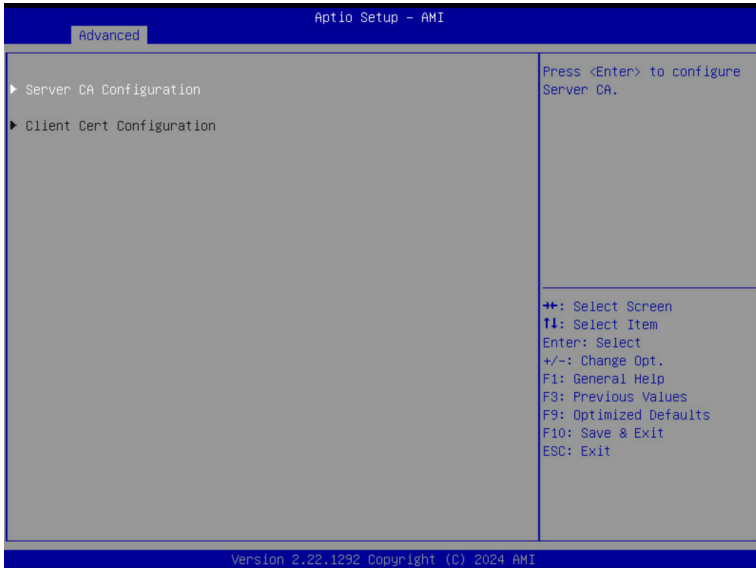 Aptio Setup – AMI
Advanced
▶ Server CA Configuration
▶ Client Cert Configuration
Press <Enter> to configure
Server CA.
→←: Select Screen
↑↓: Select Item
Enter: Select
+/-: Change Opt.
F1: General Help
F3: Previous Values
F9: Optimized Defaults
F10: Save & Exit
ESC: Exit
Version 2.22.1292 Copyright (C) 2024 AMI